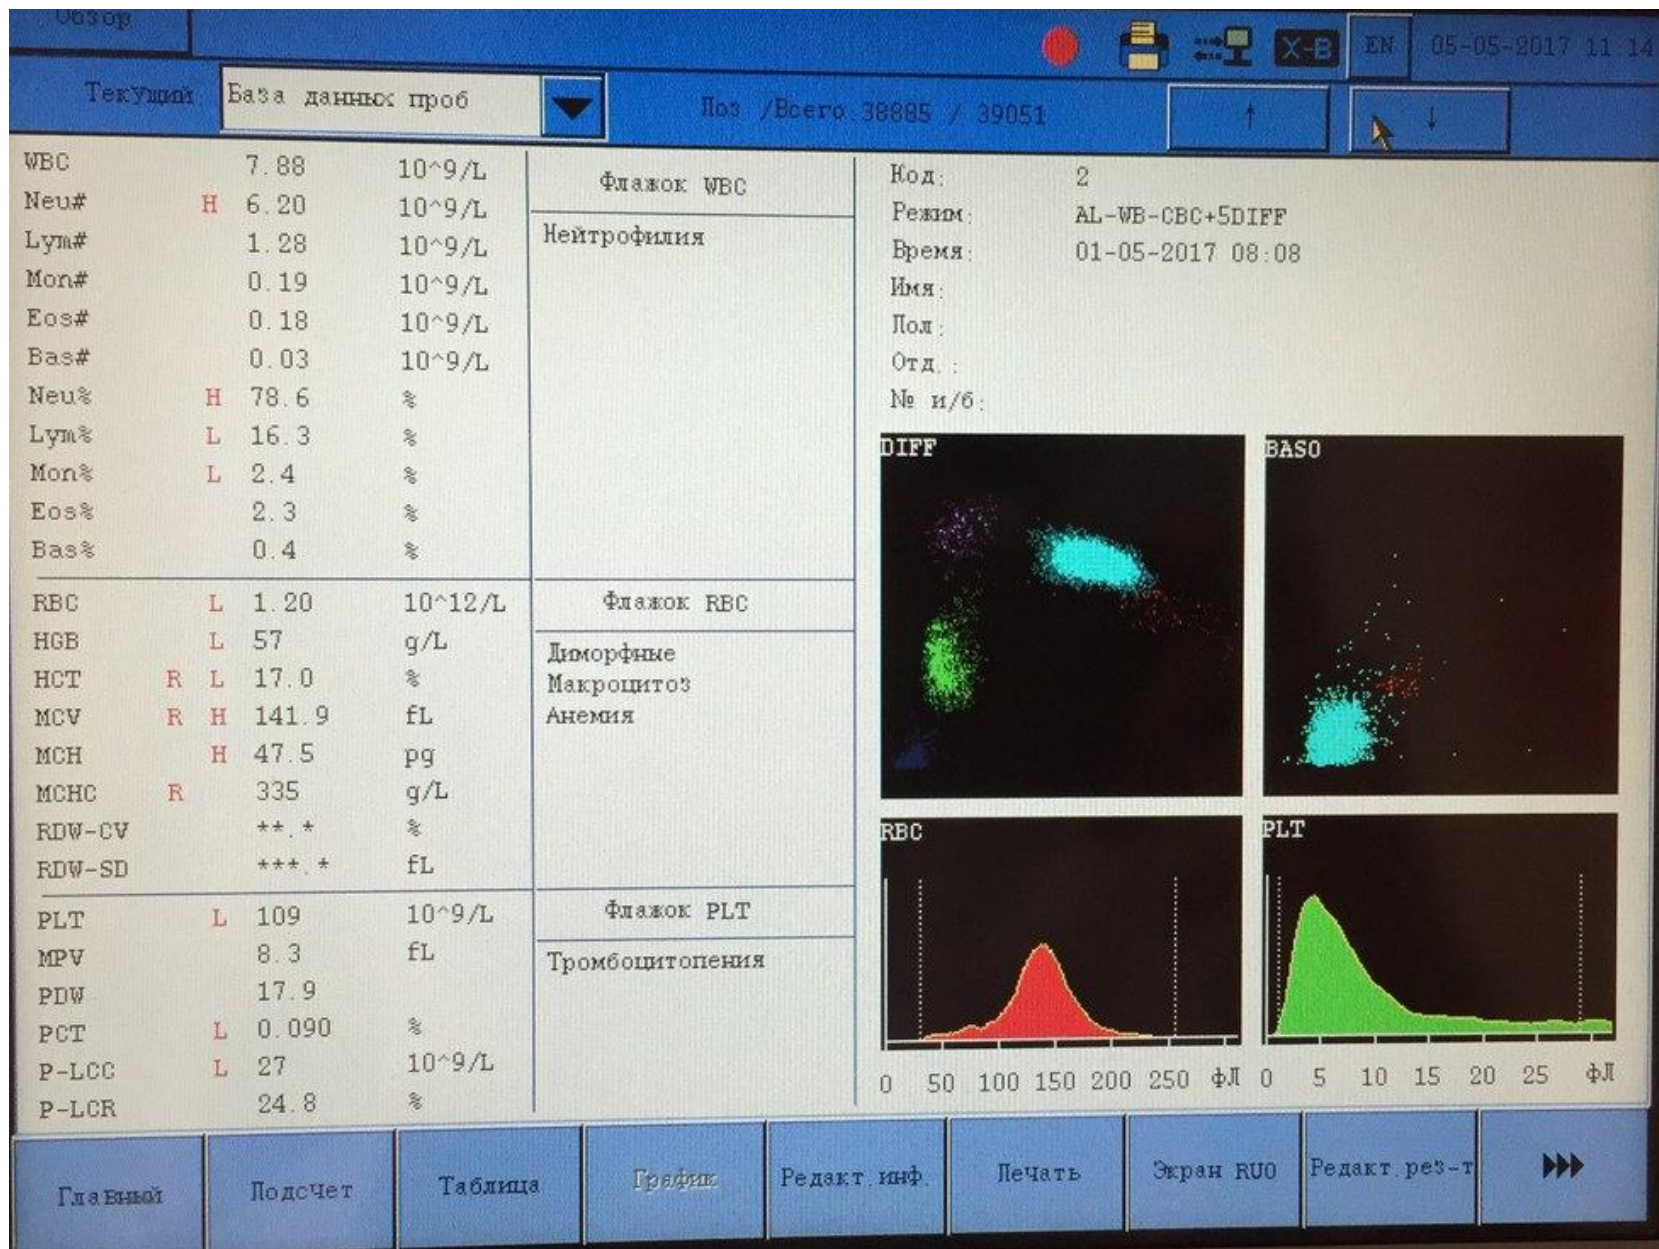 Обзор
EN 05-05-2017 11:14
Текущий: База данных проб Поз./Всего 38885 / 39051 ↑ ↓
WBC 7.88 10^9/L
Neu# H 6.20 10^9/L
Lym# 1.28 10^9/L
Mon# 0.19 10^9/L
Eos# 0.18 10^9/L
Bas# 0.03 10^9/L
Neu% H 78.6 %
Lym% L 16.3 %
Mon% L 2.4 %
Eos% 2.3 %
Bas% 0.4 %
RBC L 1.20 10^12/L
HGB L 57 g/L
HCT R L 17.0 %
MCV R H 141.9 fL
MCH H 47.5 pg
MCHC R 335 g/L
RDW-CV **.* %
RDW-SD ***.* fL
PLT L 109 10^9/L
MPV 8.3 fL
PDW 17.9
PCT L 0.090 %
P-LCC L 27 10^9/L
P-LCR 24.8 %
Флажок WBC
Нейтрофилия
Флажок RBC
Диморфные
Макроцитоз
Анемия
Флажок PLT
Тромбоцитопения
Код: 2
Режим: AL-WB-CBC+5DIFF
Время: 01-05-2017 08:08
Имя:
Пол:
Отд.:
№ и/б:
DIFF
BASO
RBC
0 50 100 150 200 250 фЛ
PLT
0 5 10 15 20 25 фЛ
X-B
Главный Подсчет Таблица График Редакт.инф. Печать Экран RUO Редакт.рез-т